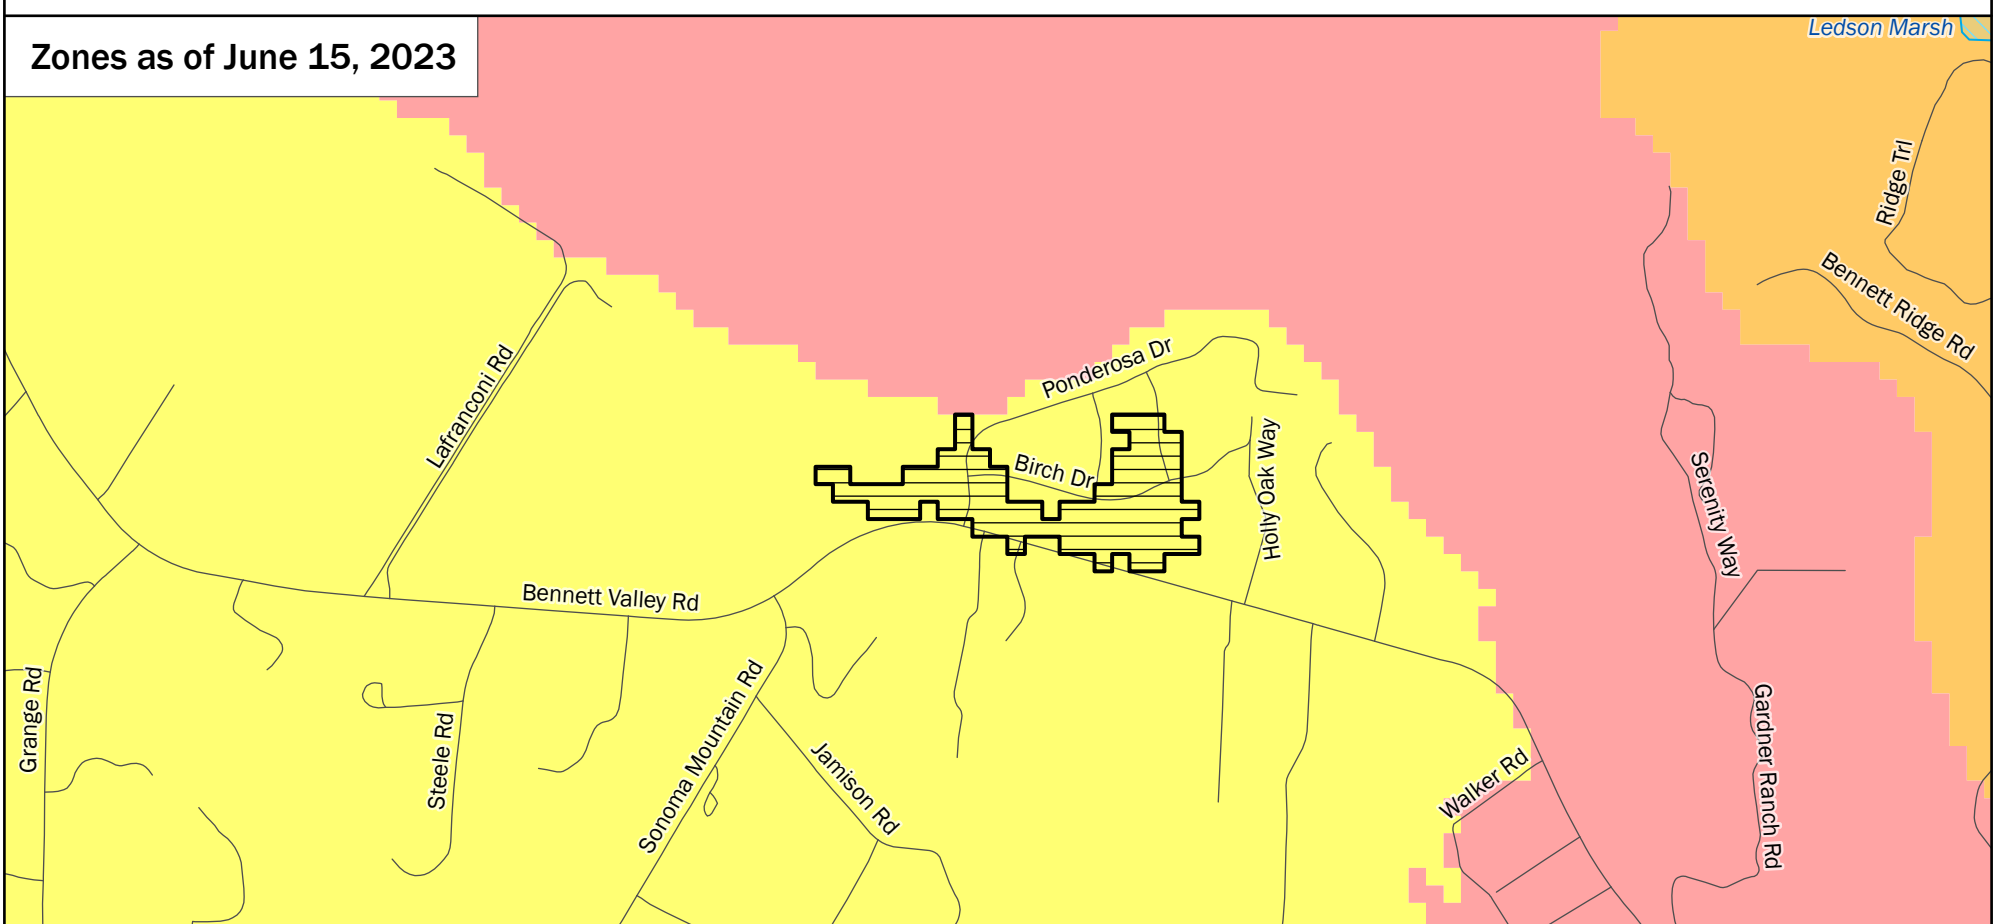 Ledson Marsh
Zones as of June 15, 2023
Ridge Trl
Bennett Ridge Rd
Ponderosa Dr
Lafranconi Rd
Birch Dr
Holly Oak Way
Serenity Way
Bennett Valley Rd
Grange Rd
Steele Rd
Sonoma Mountain Rd
Jamison Rd
Walker Rd
Gardner Ranch Rd